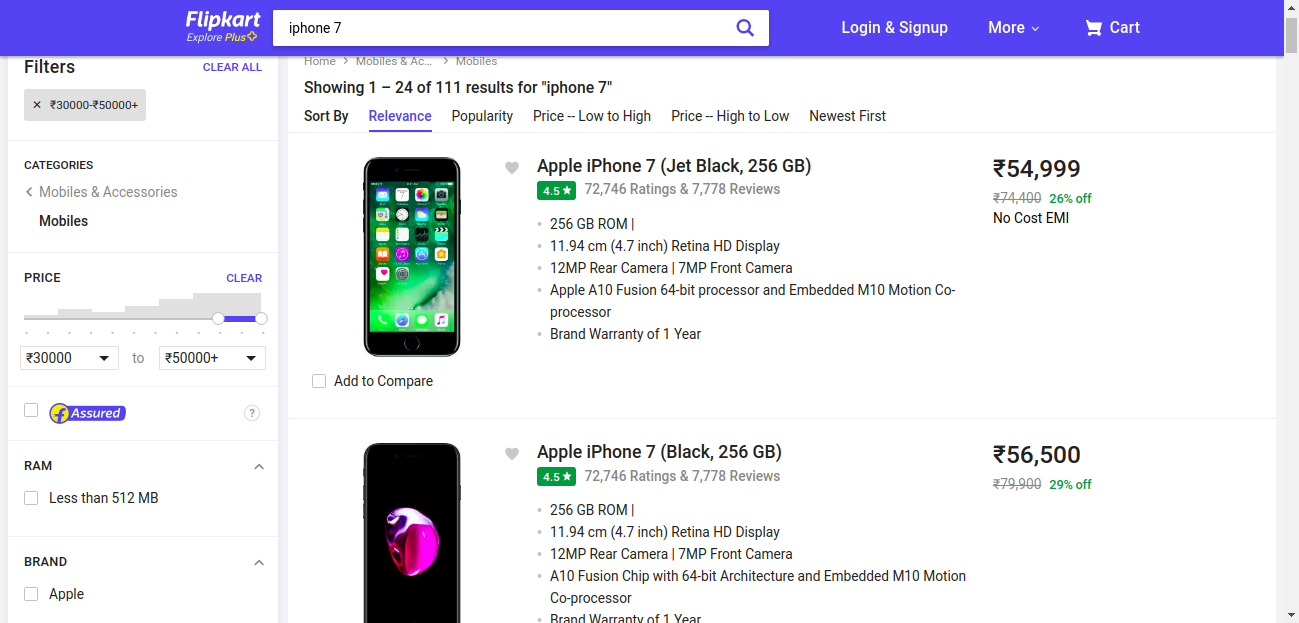 Flipkart
Explore Plus
iphone 7
Login & Signup
More
Cart
Filters
CLEAR ALL
✕ ₹30000-₹50000+
CATEGORIES
Mobiles & Accessories
Mobiles
PRICE
CLEAR
₹30000
to
₹50000+
f Assured
?
RAM
Less than 512 MB
BRAND
Apple
Home > Mobiles & Ac... > Mobiles
Showing 1 – 24 of 111 results for "iphone 7"
Sort By Relevance Popularity Price -- Low to High Price -- High to Low Newest First
Apple iPhone 7 (Jet Black, 256 GB)
4.5★ 72,746 Ratings & 7,778 Reviews
256 GB ROM |
11.94 cm (4.7 inch) Retina HD Display
12MP Rear Camera | 7MP Front Camera
Apple A10 Fusion 64-bit processor and Embedded M10 Motion Co-
processor
Brand Warranty of 1 Year
₹54,999
₹74,400 26% off
No Cost EMI
Add to Compare
Apple iPhone 7 (Black, 256 GB)
4.5★ 72,746 Ratings & 7,778 Reviews
256 GB ROM |
11.94 cm (4.7 inch) Retina HD Display
12MP Rear Camera | 7MP Front Camera
A10 Fusion Chip with 64-bit Architecture and Embedded M10 Motion
Co-processor
Brand Warranty of 1 Year
₹56,500
₹79,900 29% off